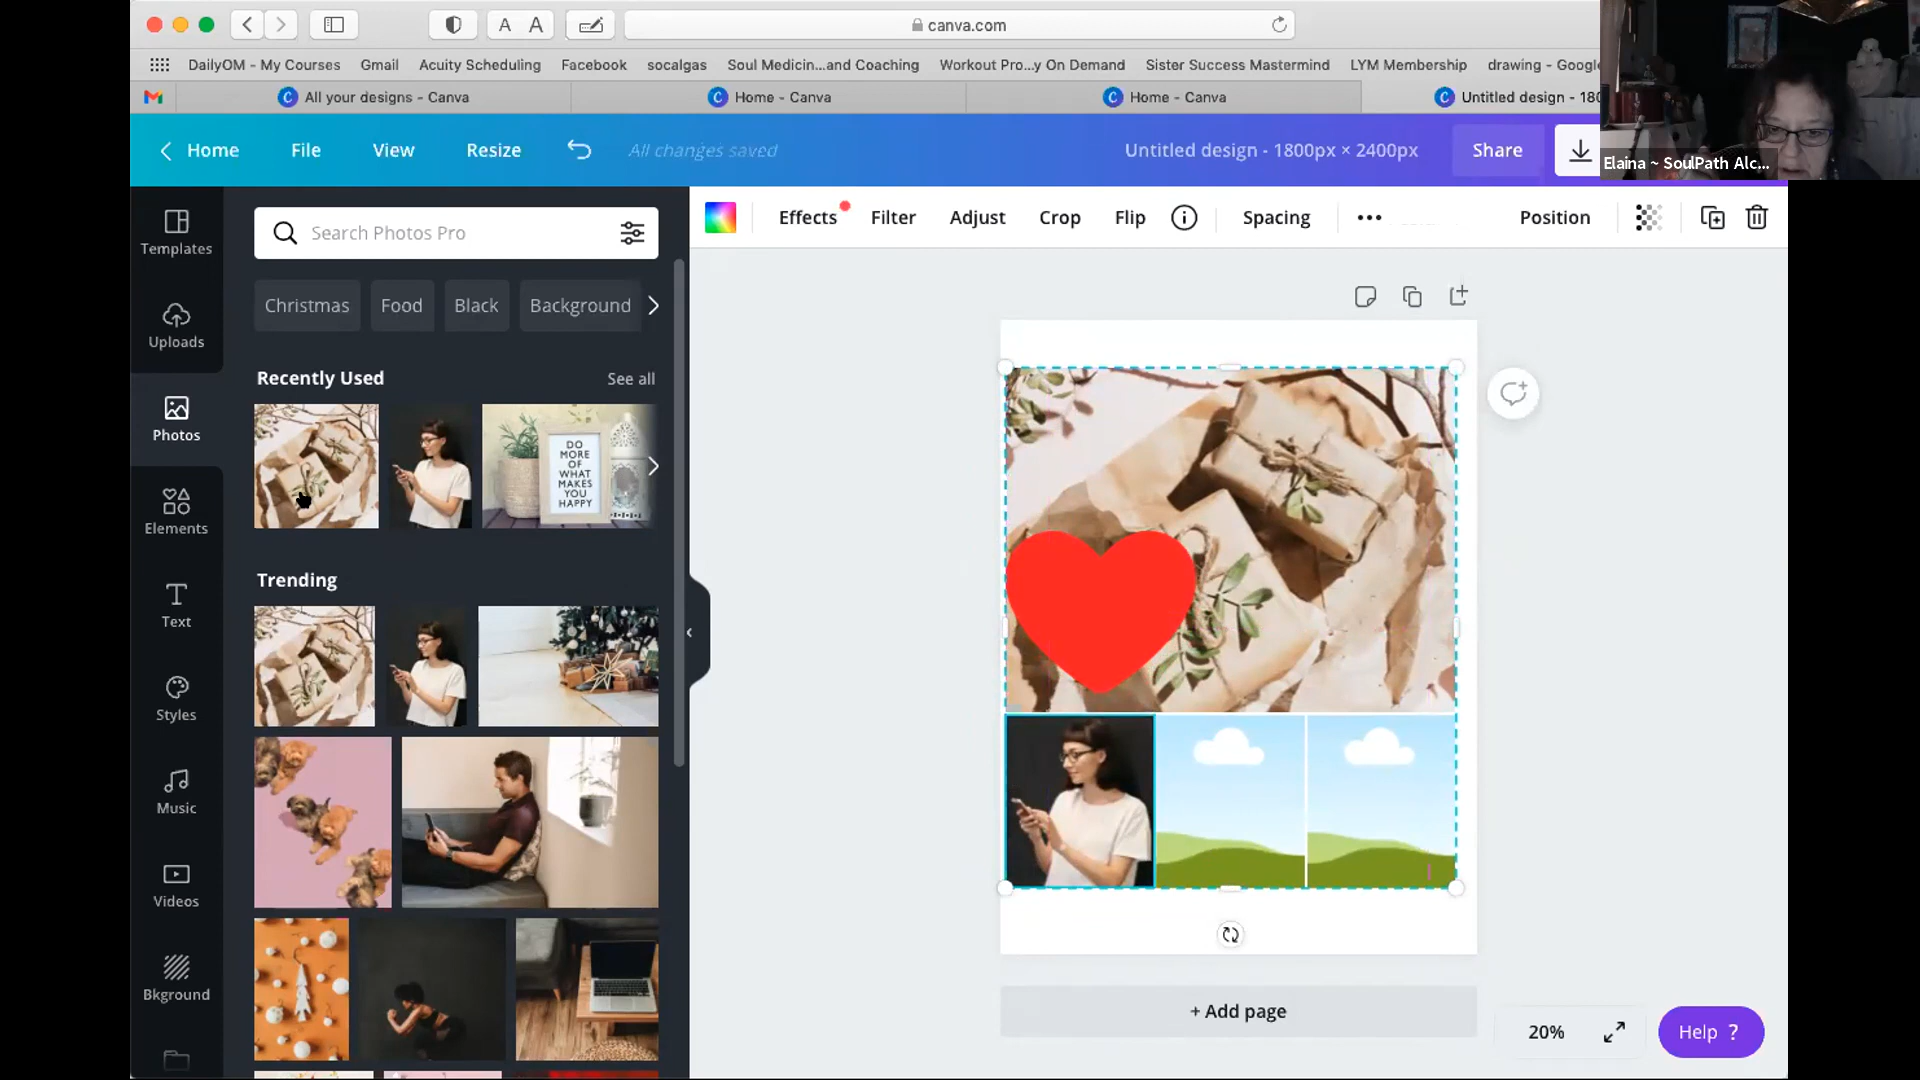 canva.com
DailyOM - My Courses Gmail Acuity Scheduling Facebook socalgas Soul Medicin...and Coaching Workout Pro...y On Demand Sister Success Mastermind LYM Membership drawing - Google
All your designs - Canva Home - Canva Home - Canva Untitled design - 180
Home File View Resize All changes saved Untitled design - 1800px × 2400px Share
Elaina ~ SoulPath Alc...
Templates
Uploads
Photos
Elements
Text
Styles
Music
Videos
Bkground
Search Photos Pro
Christmas Food Black Background
Recently Used See all
DO
MORE
OF
WHAT
MAKES
YOU
HAPPY
Trending
Effects Filter Adjust Crop Flip Spacing Position
+ Add page
20%
Help ?